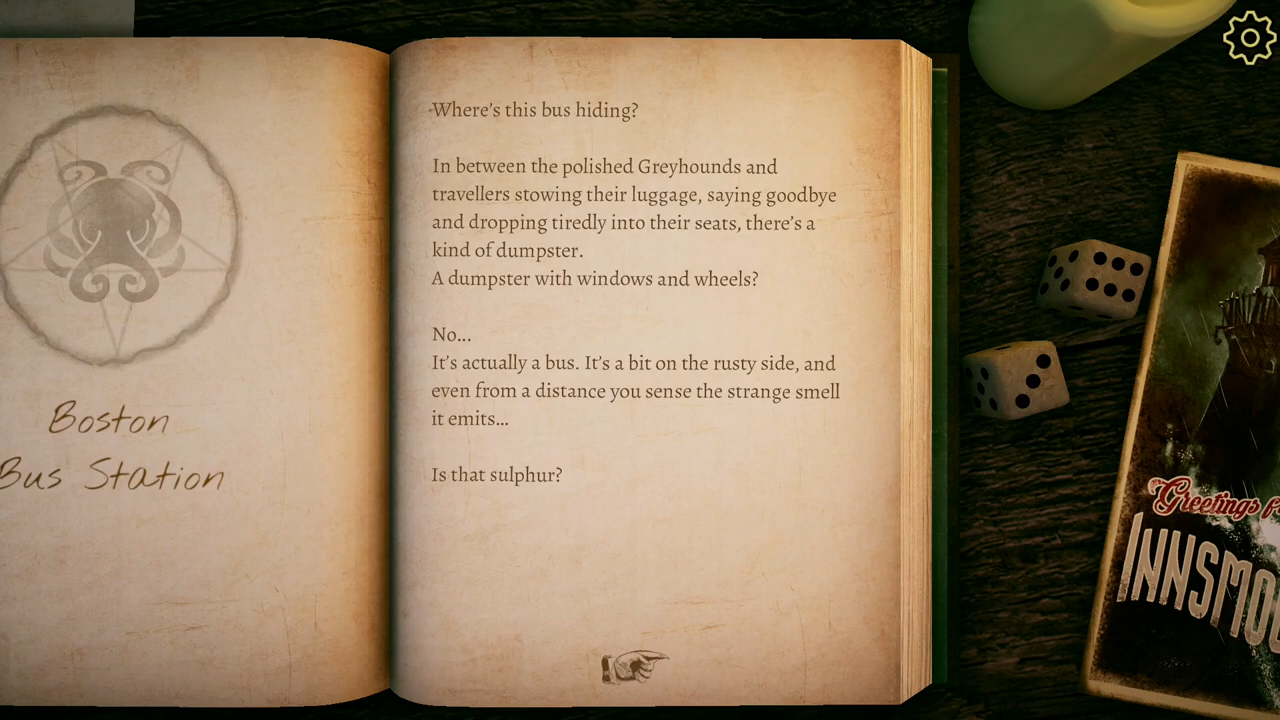 Boston
Bus Station
Where's this bus hiding?
In between the polished Greyhounds and
travellers stowing their luggage, saying goodbye
and dropping tiredly into their seats, there's a
kind of dumpster.
A dumpster with windows and wheels?
No...
It's actually a bus. It's a bit on the rusty side, and
even from a distance you sense the strange smell
it emits...
Is that sulphur?
Greetings